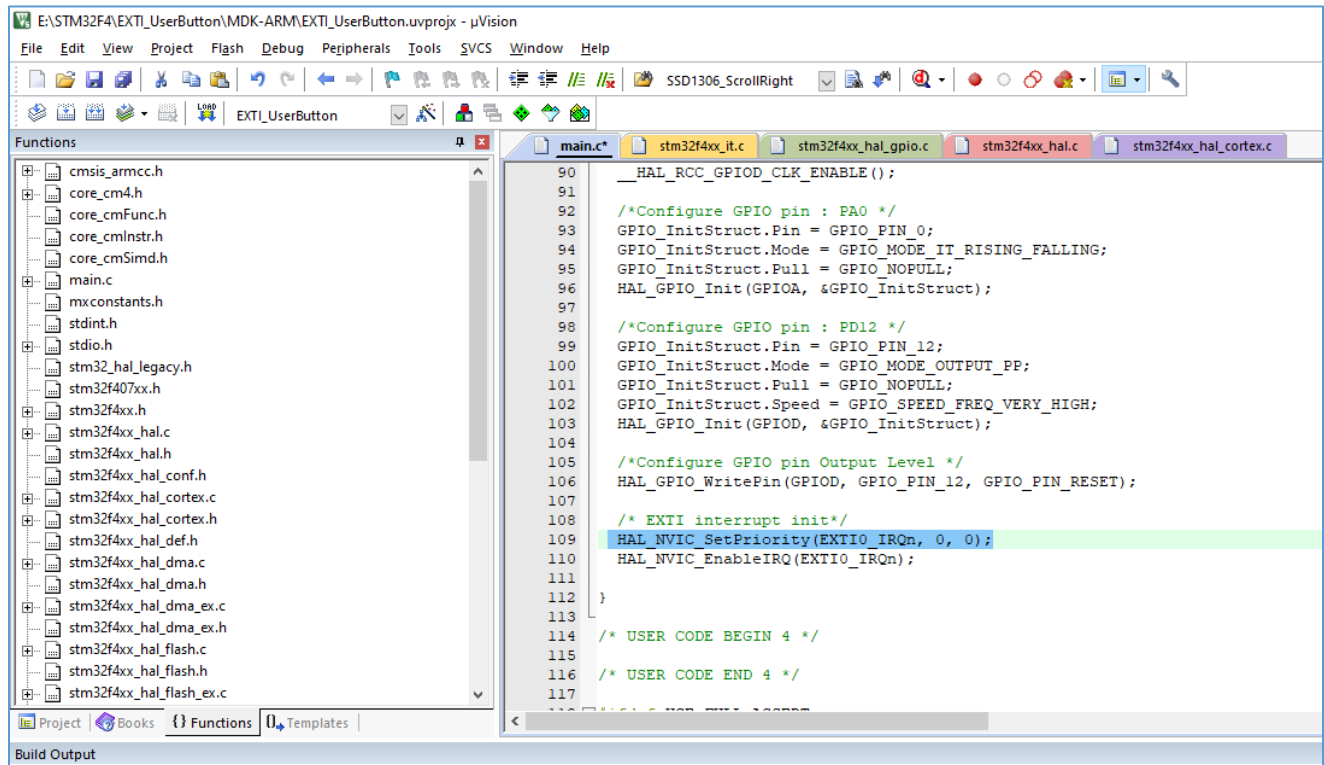 E:\STM32F4\EXTI_UserButton\MDK-ARM\EXTI_UserButton.uvprojx - µVision
File Edit View Project Flash Debug Peripherals Tools SVCS Window Help
SSD1306_ScrollRight
LOAD EXTI_UserButton
Functions
main.c* stm32f4xx_it.c stm32f4xx_hal_gpio.c stm32f4xx_hal.c stm32f4xx_hal_cortex.c
cmsis_armcc.h
core_cm4.h
core_cmFunc.h
core_cmInstr.h
core_cmSimd.h
main.c
mxconstants.h
stdint.h
stdio.h
stm32_hal_legacy.h
stm32f407xx.h
stm32f4xx.h
stm32f4xx_hal.c
stm32f4xx_hal.h
stm32f4xx_hal_conf.h
stm32f4xx_hal_cortex.c
stm32f4xx_hal_cortex.h
stm32f4xx_hal_def.h
stm32f4xx_hal_dma.c
stm32f4xx_hal_dma.h
stm32f4xx_hal_dma_ex.c
stm32f4xx_hal_dma_ex.h
stm32f4xx_hal_flash.c
stm32f4xx_hal_flash.h
stm32f4xx_hal_flash_ex.c
Project Books {} Functions 0 Templates
90 __HAL_RCC_GPIOD_CLK_ENABLE();
91
92 /*Configure GPIO pin : PA0 */
93 GPIO_InitStruct.Pin = GPIO_PIN_0;
94 GPIO_InitStruct.Mode = GPIO_MODE_IT_RISING_FALLING;
95 GPIO_InitStruct.Pull = GPIO_NOPULL;
96 HAL_GPIO_Init(GPIOA, &GPIO_InitStruct);
97
98 /*Configure GPIO pin : PD12 */
99 GPIO_InitStruct.Pin = GPIO_PIN_12;
100 GPIO_InitStruct.Mode = GPIO_MODE_OUTPUT_PP;
101 GPIO_InitStruct.Pull = GPIO_NOPULL;
102 GPIO_InitStruct.Speed = GPIO_SPEED_FREQ_VERY_HIGH;
103 HAL_GPIO_Init(GPIOD, &GPIO_InitStruct);
104
105 /*Configure GPIO pin Output Level */
106 HAL_GPIO_WritePin(GPIOD, GPIO_PIN_12, GPIO_PIN_RESET);
107
108 /* EXTI interrupt init*/
109 HAL_NVIC_SetPriority(EXTI0_IRQn, 0, 0);
110 HAL_NVIC_EnableIRQ(EXTI0_IRQn);
111
112 }
113
114 /* USER CODE BEGIN 4 */
115
116 /* USER CODE END 4 */
117
Build Output